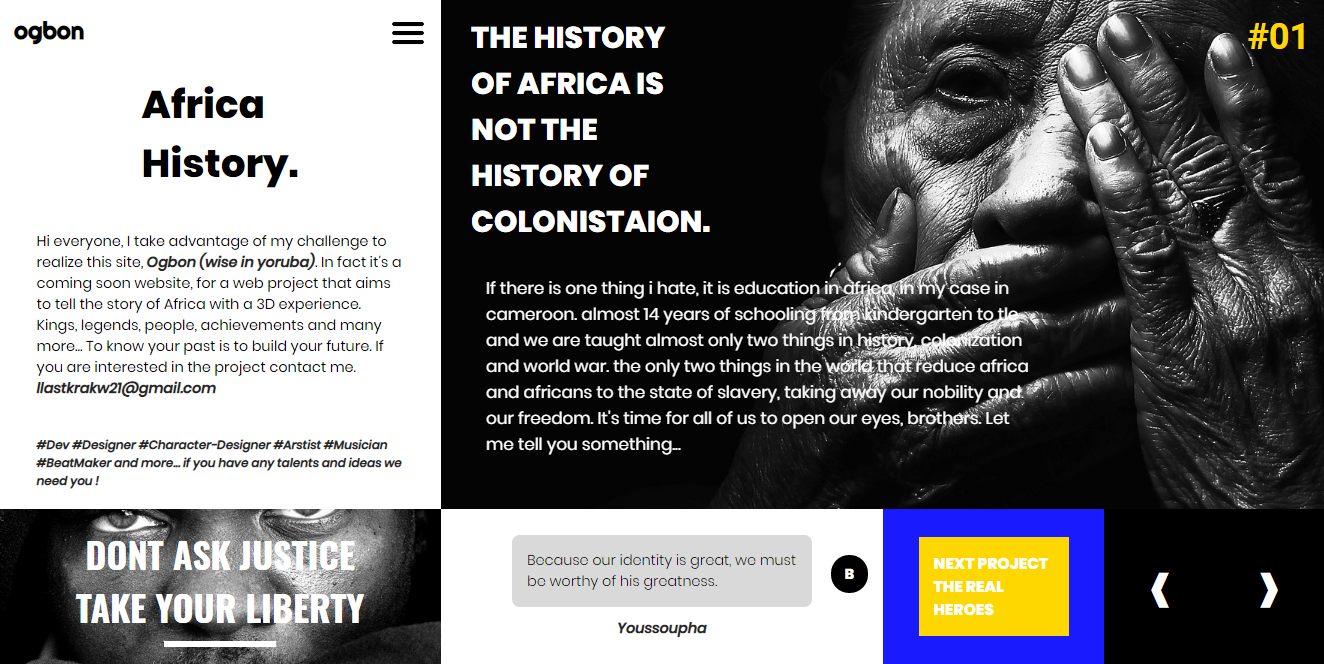 ogbon
Africa
History.
Hi everyone, I take advantage of my challenge to
realize this site, Ogbon (wise in yoruba). In fact it's a
coming soon website, for a web project that aims
to tell the story of Africa with a 3D experience.
Kings, legends, people, achievements and many
more... To know your past is to build your future. If
you are interested in the project contact me.
llastkrakw21@gmail.com
#Dev #Designer #Character-Designer #Arstist #Musician
#BeatMaker and more... if you have any talents and ideas we
need you !
THE HISTORY
OF AFRICA IS
NOT THE
HISTORY OF
COLONISTAION.
#01
If there is one thing i hate, it is education in africa, in my case in
cameroon. almost 14 years of schooling from kindergarten to tle
and we are taught almost only two things in history, colonization
and world war. the only two things in the world that reduce africa
and africans to the state of slavery, taking away our nobility and
our freedom. It's time for all of us to open our eyes, brothers. Let
me tell you something...
DONT ASK JUSTICE
TAKE YOUR LIBERTY
Because our identity is great, we must
be worthy of his greatness.
B
Youssoupha
NEXT PROJECT
THE REAL
HEROES
❰ ❱